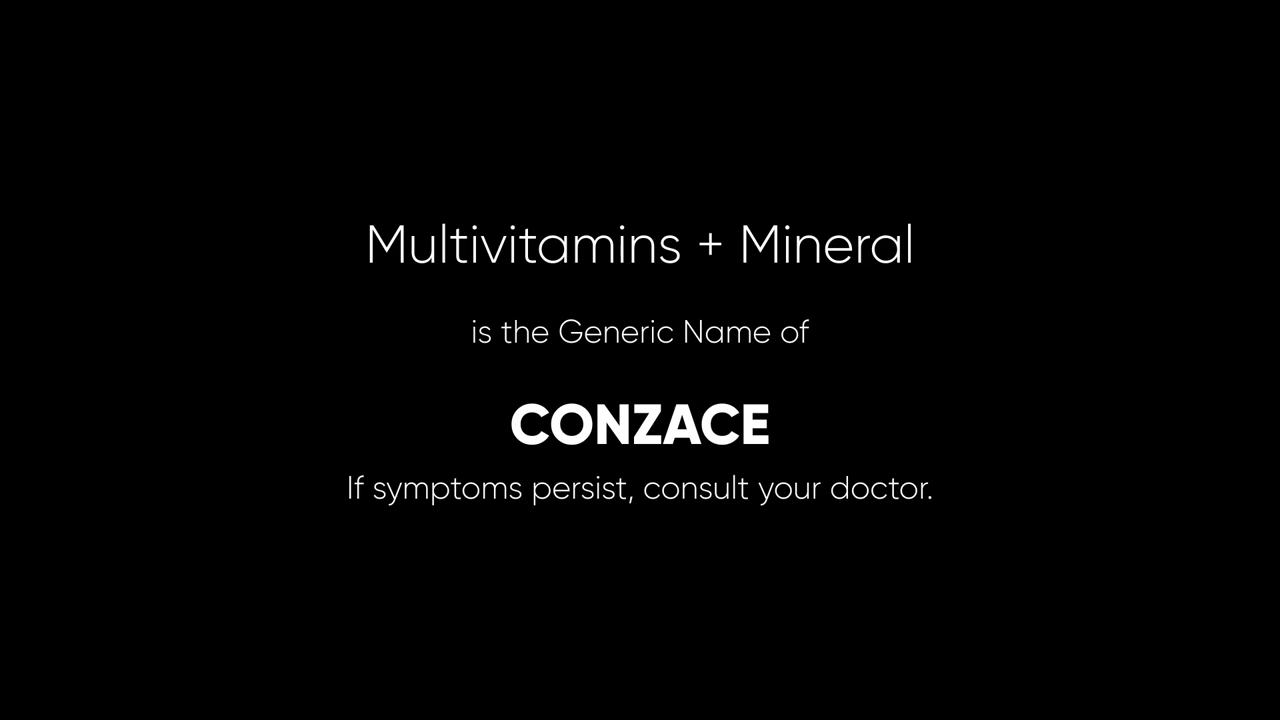 Multivitamins + Mineral
is the Generic Name of
CONZACE
If symptoms persist, consult your doctor.